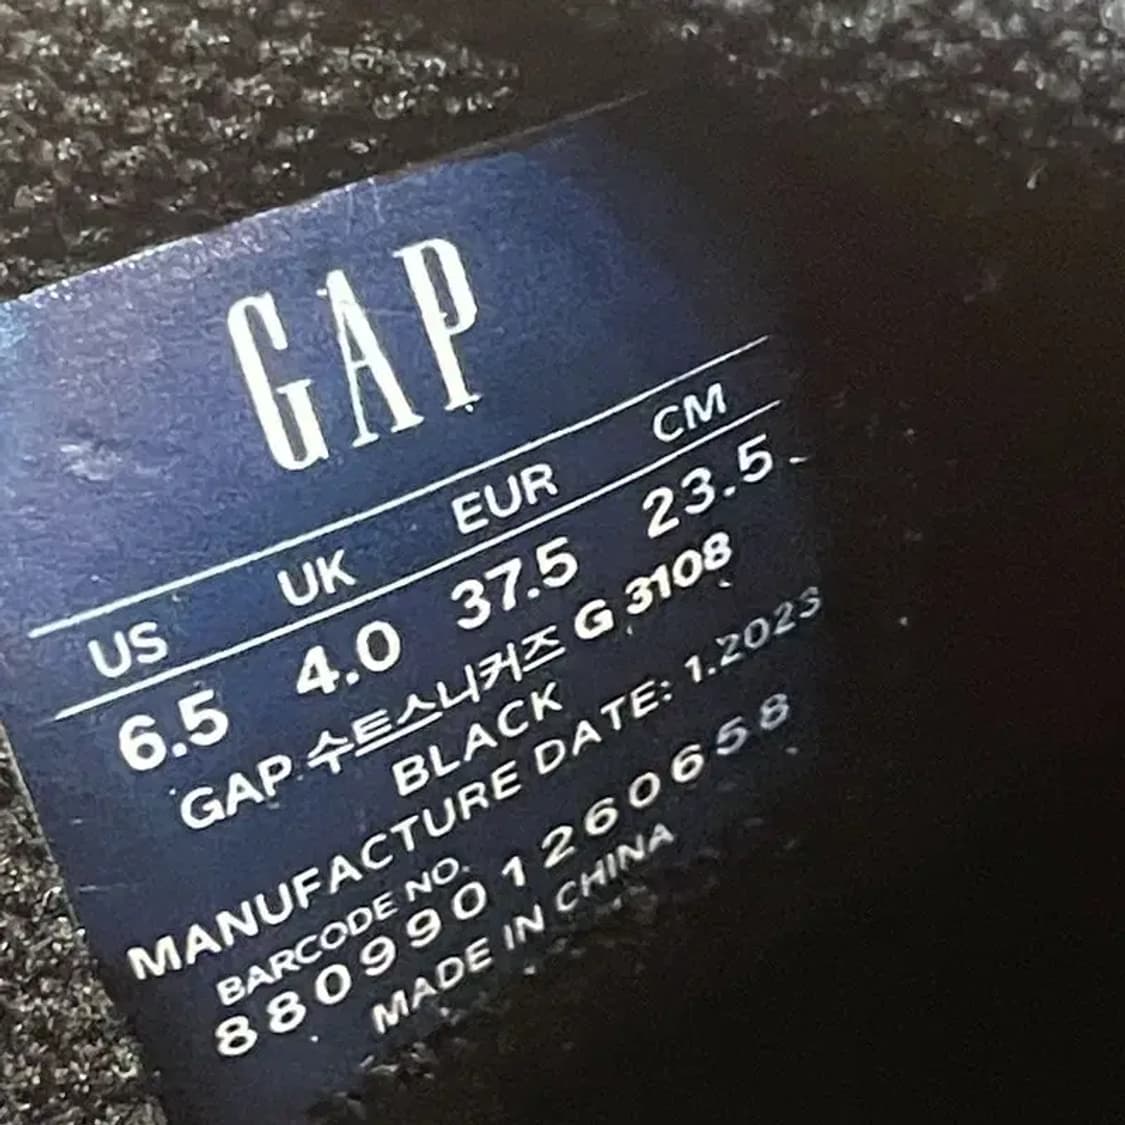 GAP
US UK EUR CM
6.5 4.0 37.5 23.5
GAP 수트스니커즈 G 3108
BLACK
MANUFACTURE DATE: 1.2023
BARCODE NO.
8809901260658
MADE IN CHINA